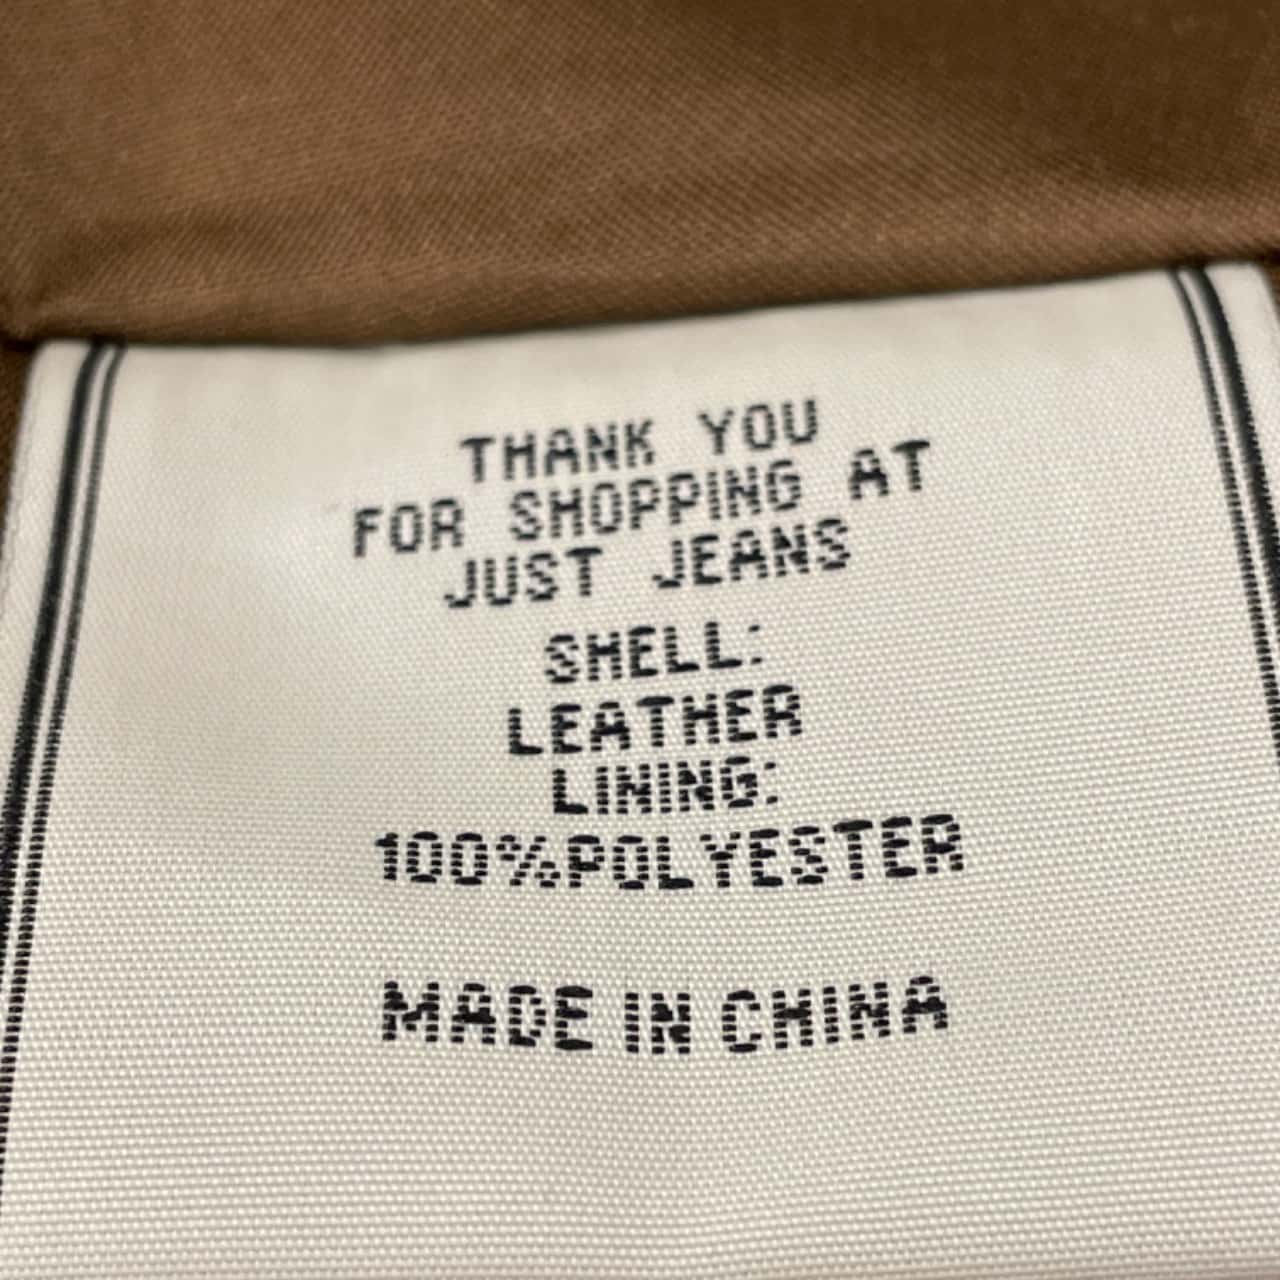 THANK YOU
FOR SHOPPING AT
JUST JEANS
SHELL:
LEATHER
LINING:
100%POLYESTER
MADE IN CHINA